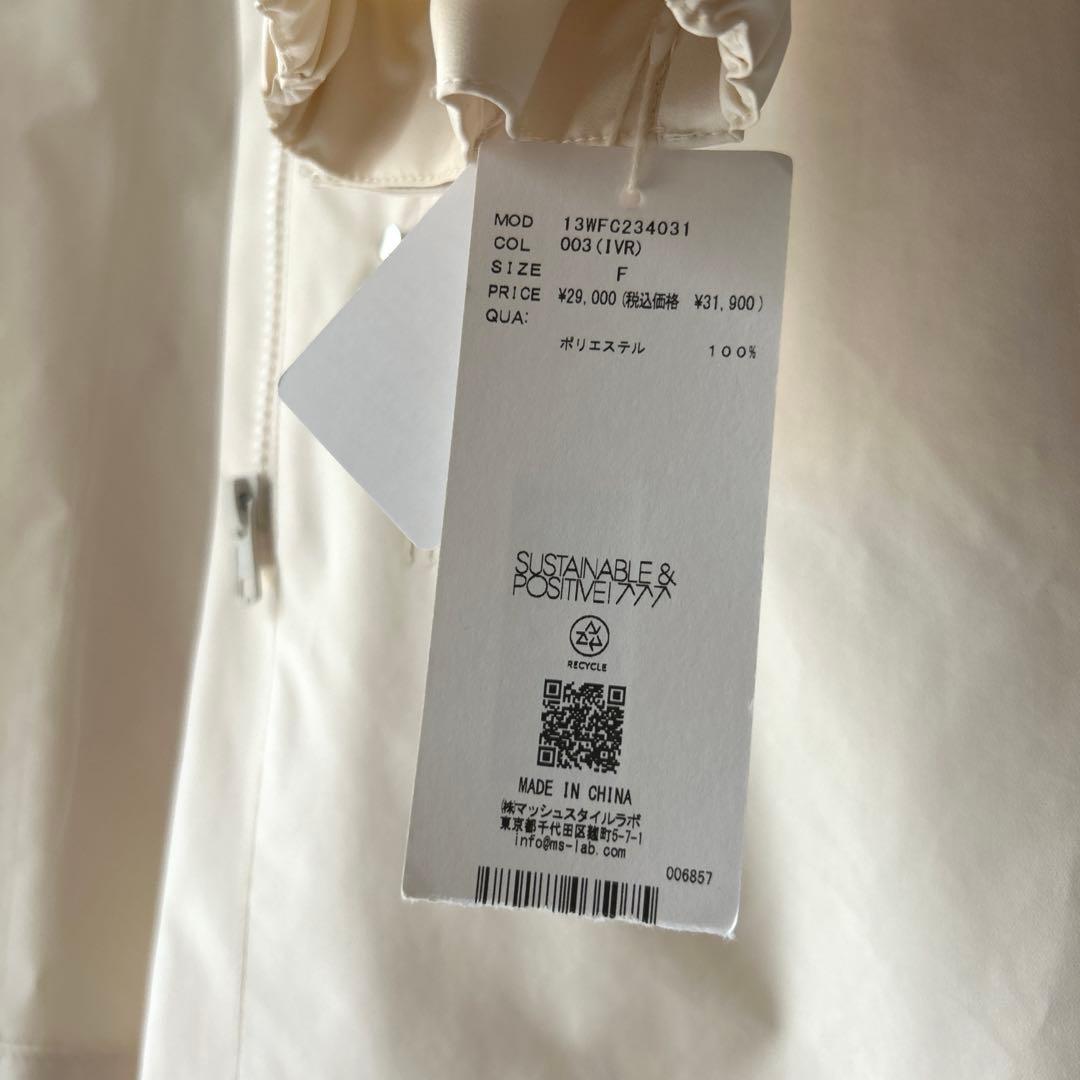 MOD 13WFC234031
COL 003(IVR)
SIZE F
PRICE ¥29,000(税込価格 ¥31,900)
QUA:
ポリエステル 100%
SUSTAINABLE &
POSITIVE!
RECYCLE
MADE IN CHINA
㈱マッシュスタイルラボ
東京都千代田区麹町5-7-1
info@ms-lab.com
006857